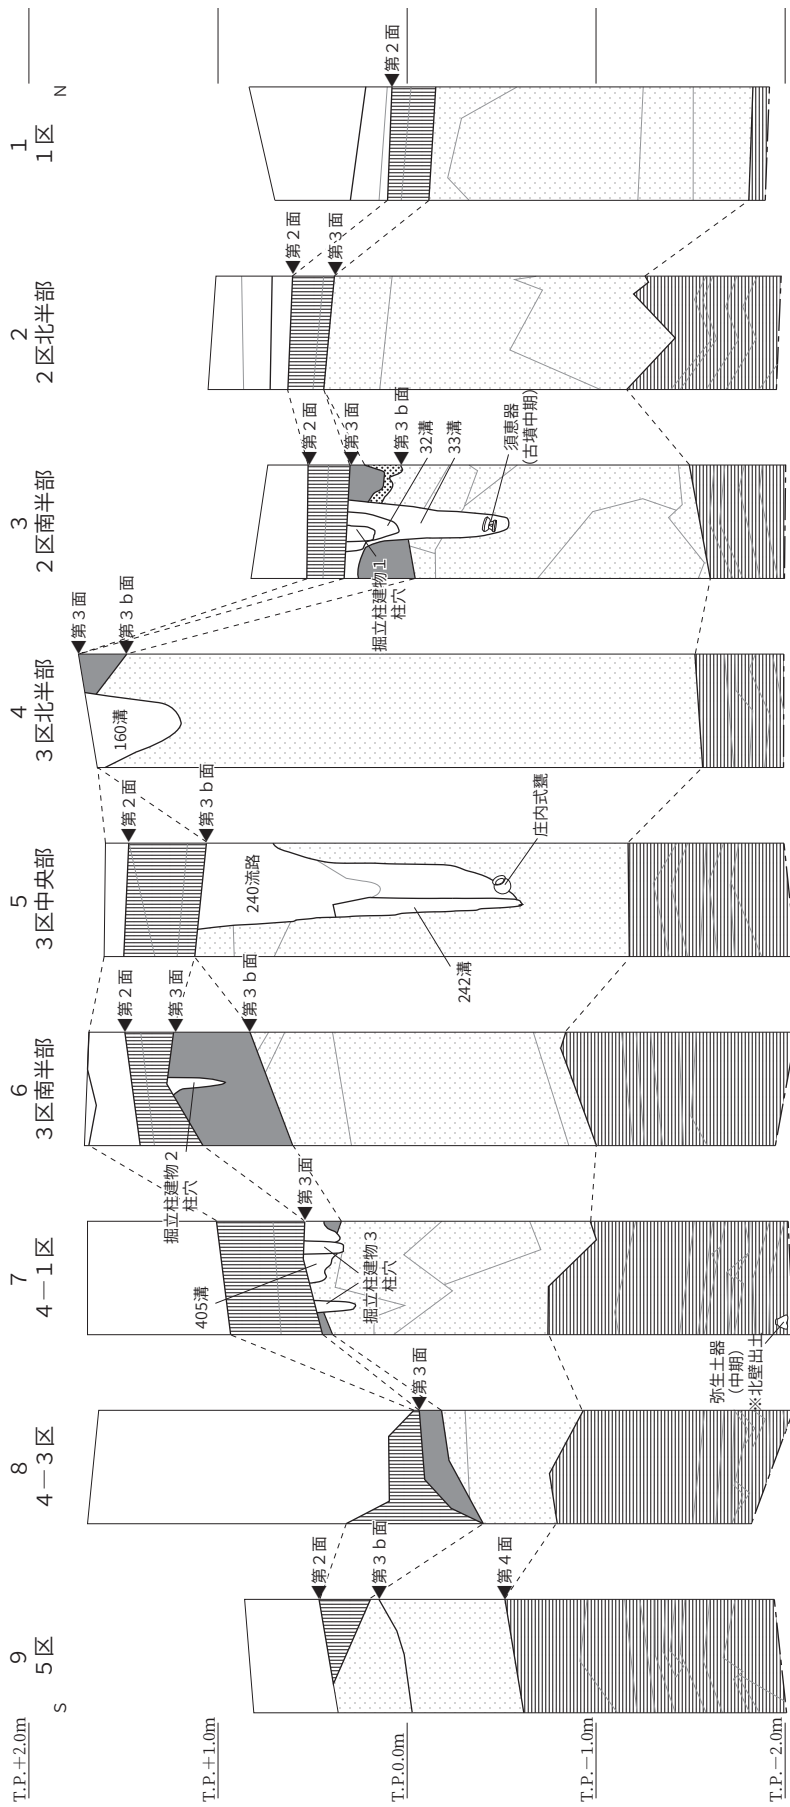 T.P.＋2.0m
T.P.＋1.0m
T.P.0.0m
T.P.－1.0m
T.P.－2.0m
S
N
9
5区
第2面
第3b面
第4面
8
4－3区
第3面
7
4－1区
第3面
405溝
掘立柱建物3
柱穴
弥生土器
(中期)
※北壁出土
6
3区南半部
第2面
第3面
第3b面
掘立柱建物2
柱穴
5
3区中央部
第2面
第3b面
240流路
242溝
庄内式甕
4
3区北半部
第3面
第3b面
160溝
3
2区南半部
第2面
第3面
第3b面
32溝
33溝
須恵器
(古墳中期)
掘立柱建物1
柱穴
2
2区北半部
第2面
第3面
1
1区
第2面